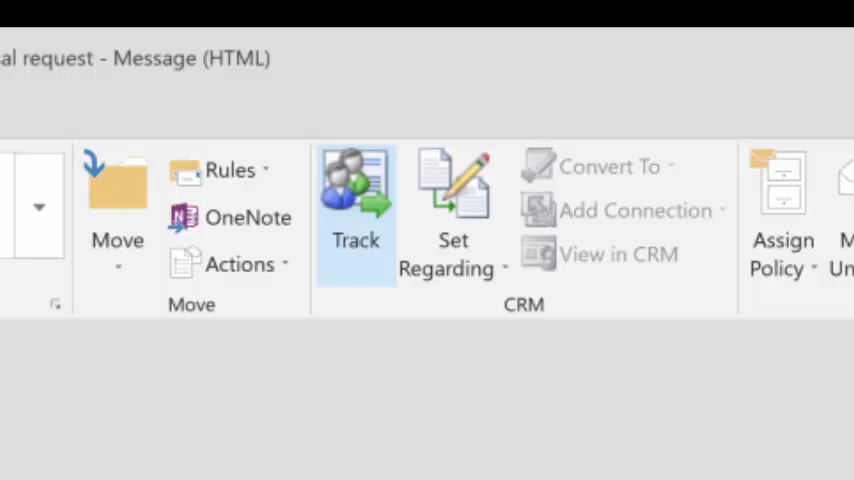 al request - Message (HTML)
Move
Rules
OneNote
Actions
Move
Track
Set
Regarding
Convert To
Add Connection
View in CRM
CRM
Assign
Policy